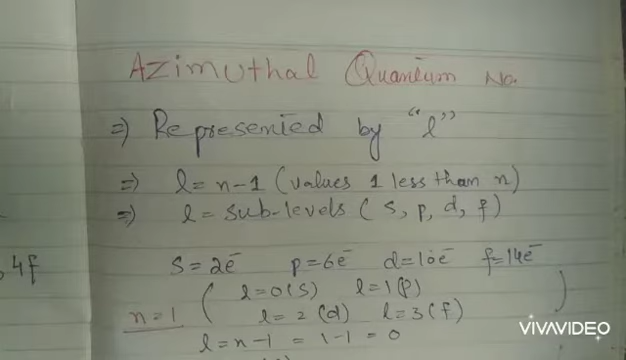 Azimuthal Quantum No.
=> Represented by "l"
=> l = n-1 (values 1 less than n)
=> l = sub-levels (s, p, d, f)
, 4f
s = 2e⁻ p = 6e⁻ d = 10e⁻ f = 14e⁻
( l = 0 (s) l = 1 (p)
n = 1 l = 2 (d) l = 3 (f) )
l = n-1 = 1-1 = 0
VIVAVIDEO